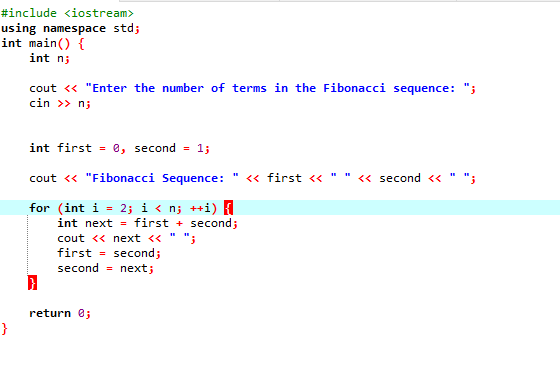 #include <iostream>
using namespace std;
int main() {
    int n;
    cout << "Enter the number of terms in the Fibonacci sequence: ";
    cin >> n;
    int first = 0, second = 1;
    cout << "Fibonacci Sequence: " << first << " " << second << " ";
    for (int i = 2; i < n; ++i) {
        int next = first + second;
        cout << next << " ";
        first = second;
        second = next;
    }
    return 0;
}